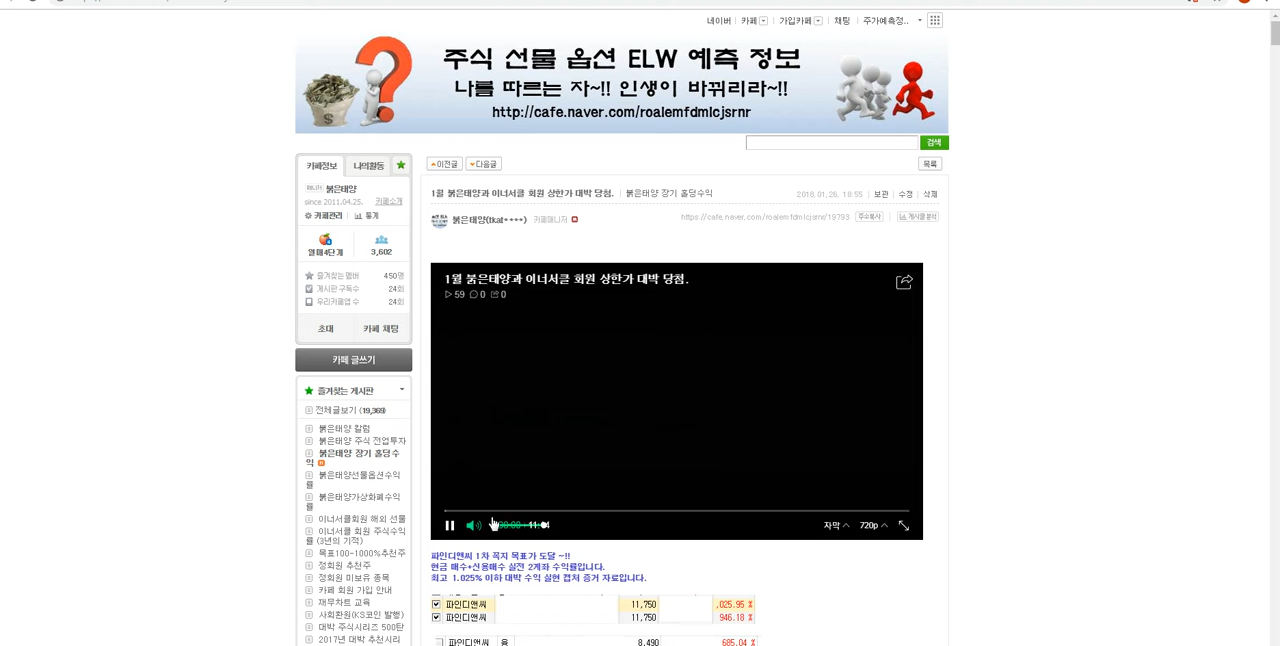 네이버 카페 가입카페 채팅 주가예측정..
주식 선물 옵션 ELW 예측 정보
나를 따르는 자~!! 인생이 바뀌리라~!!
http://cafe.naver.com/roalemfdmlcjsrnr
검색
카페정보 나의활동
이전글 다음글 목록
매니저 붉은태양
since 2011.04.25. 카페소개
카페관리 통계
열매4단계 3,602
즐겨찾는 멤버 450명
게시판 구독수 24회
우리카페앱 수 24회
초대 카페 채팅
카페 글쓰기
즐겨찾는 게시판
전체글보기 (19,369)
붉은태양 칼럼
붉은태양 주식 전업투자
붉은태양 장기 홀딩수
익
붉은태양선물옵션수익
률
붉은태양가상화폐수익
률
이너서클회원 해외 선물
이너서클 회원 주식수익
률 (3년의 기적)
목표100~1000%추천주
정회원 추천주
정회원 미보유 종목
카페 회원 가입 안내
재무차트 교육
사회환원(KS코인 발행)
대박 주식시리즈 500탄
2017년 대박 추천시리
1월 붉은태양과 이너서클 회원 상한가 대박 당첨. 붉은태양 장기 홀딩수익 2018.01.26. 18:55 보관 수정 삭제
붉은태양(tkat****) 카페매니저 https://cafe.naver.com/roalemfdmlcjsrnr/19793 주소복사 게시글 분석
1월 붉은태양과 이너서클 회원 상한가 대박 당첨.
59 0 0
자막 720p
파인디앤씨 1차 꼭지 목표가 도달 ~!!
현금 매수+신용매수 실전 2계좌 수익률입니다.
최고 1.025% 이하 대박 수익 실현 캡쳐 증거 자료입니다.
파인디앤씨 11,750 ,025.95 %
파인디앤씨 11,750 946.18 %
파인디앤씨 융 8,490 685.04 %